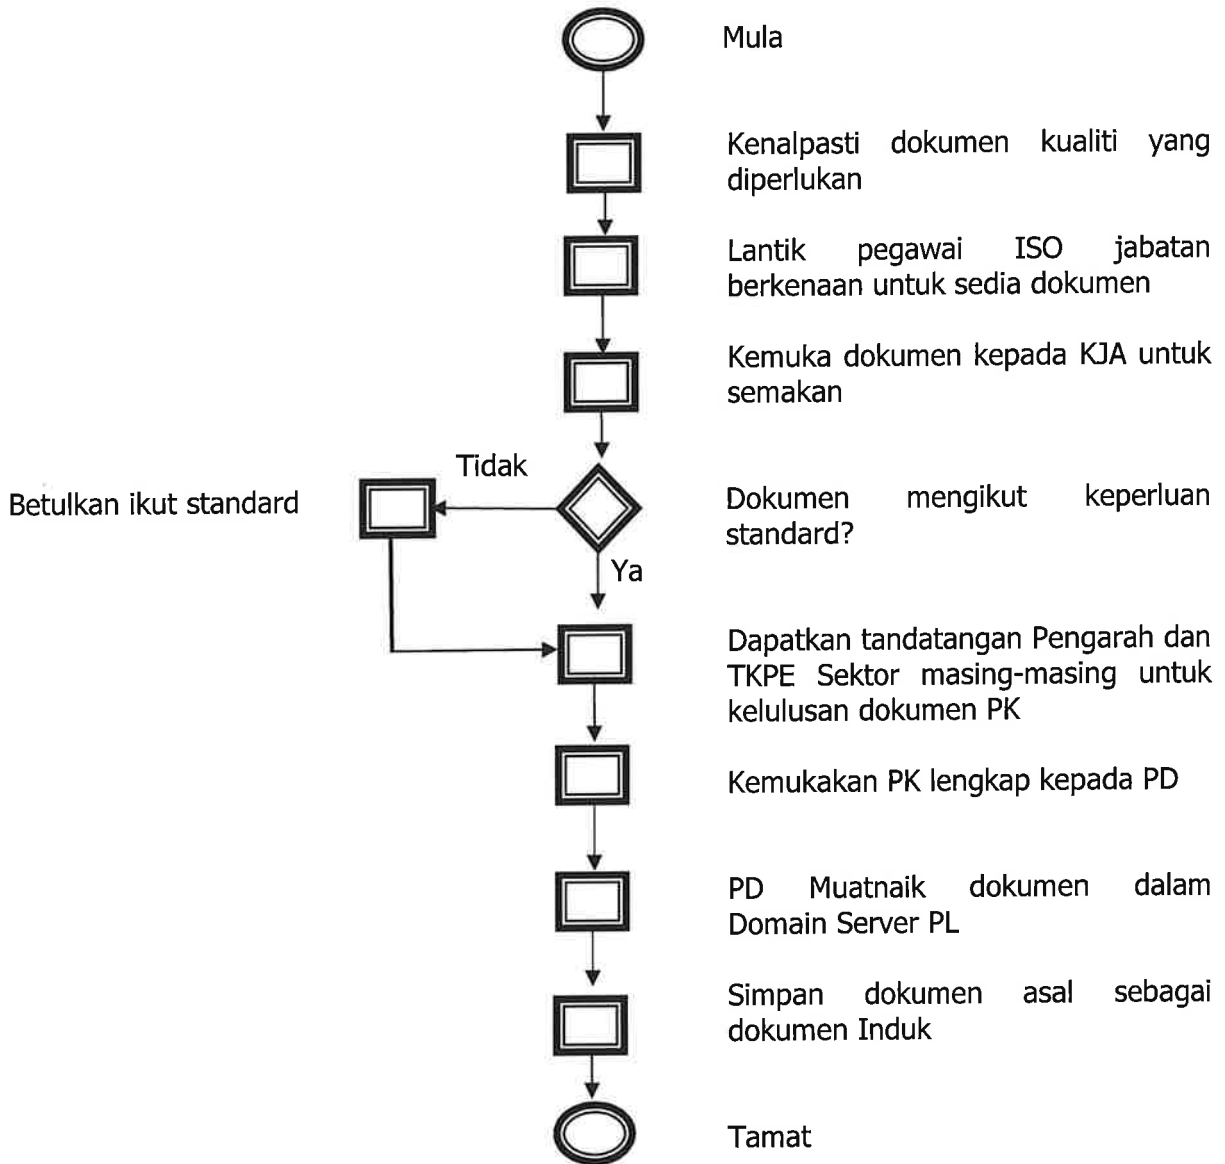 Mula
Kenalpasti dokumen kualiti yang
diperlukan
Lantik pegawai ISO jabatan
berkenaan untuk sedia dokumen
Kemuka dokumen kepada KJA untuk
semakan
Tidak
Betulkan ikut standard
Dokumen mengikut keperluan
standard?
Ya
Dapatkan tandatangan Pengarah dan
TKPE Sektor masing-masing untuk
kelulusan dokumen PK
Kemukakan PK lengkap kepada PD
PD Muatnaik dokumen dalam
Domain Server PL
Simpan dokumen asal sebagai
dokumen Induk
Tamat